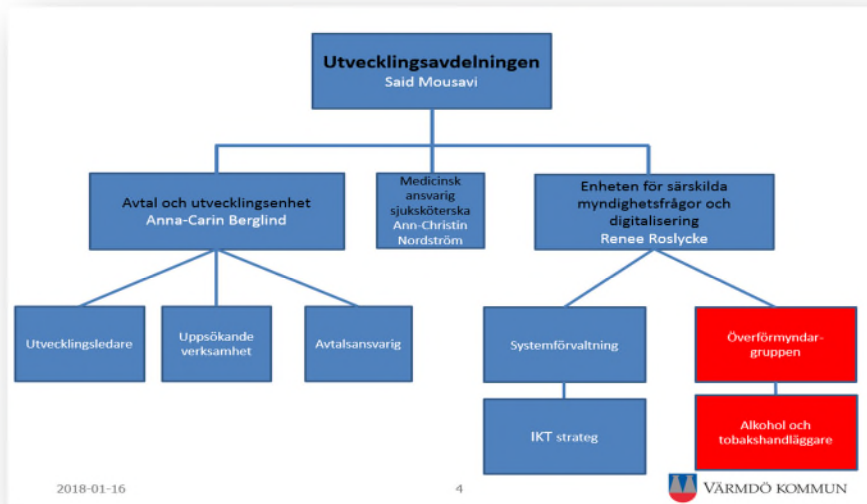 Utvecklingsavdelningen
Said Mousavi
Avtal och utvecklingsenhet
Anna-Carin Berglind
Medicinsk
ansvarig
sjuksköterska
Ann-Christin
Nordström
Enheten för särskilda
myndighetsfrågor och
digitalisering
Renee Roslycke
Utvecklingsledare
Uppsökande
verksamhet
Avtalsansvarig
Systemförvaltning
Överförmyndar-
gruppen
IKT strateg
Alkohol och
tobakshandläggare
2018-01-16
4
VÄRMDÖ KOMMUN